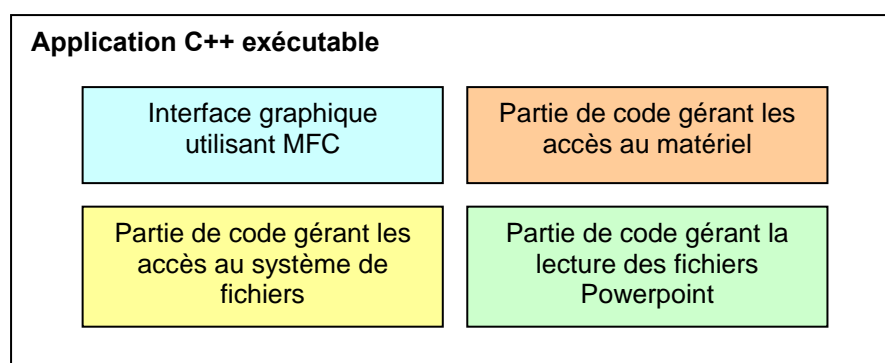 Application C++ exécutable
Interface graphique
utilisant MFC
Partie de code gérant les
accès au matériel
Partie de code gérant les
accès au système de
fichiers
Partie de code gérant la
lecture des fichiers
Powerpoint